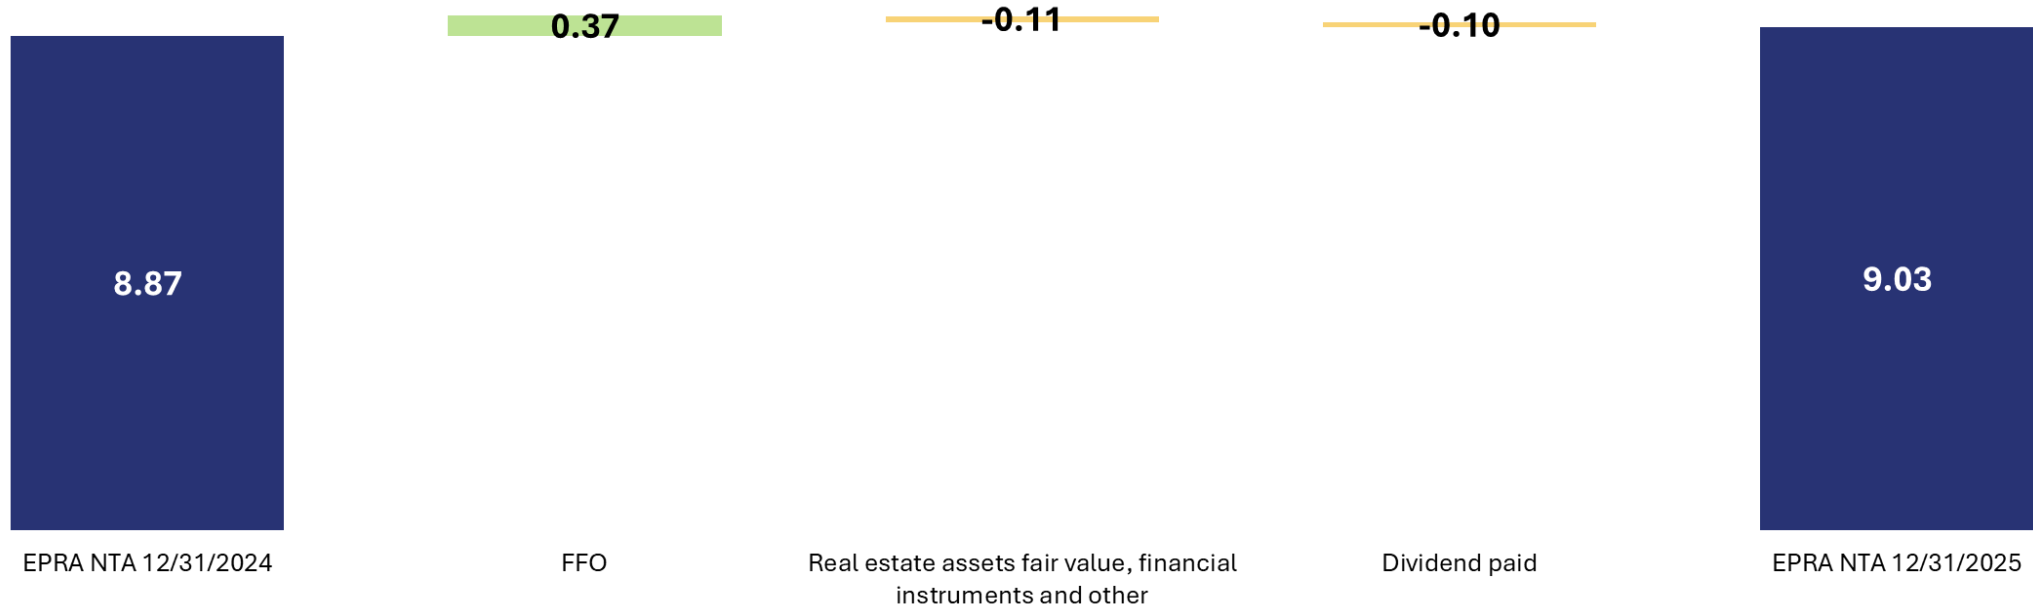 0.37
-0.11
-0.10
8.87
9.03
EPRA NTA 12/31/2024
FFO
Real estate assets fair value, financial
instruments and other
Dividend paid
EPRA NTA 12/31/2025